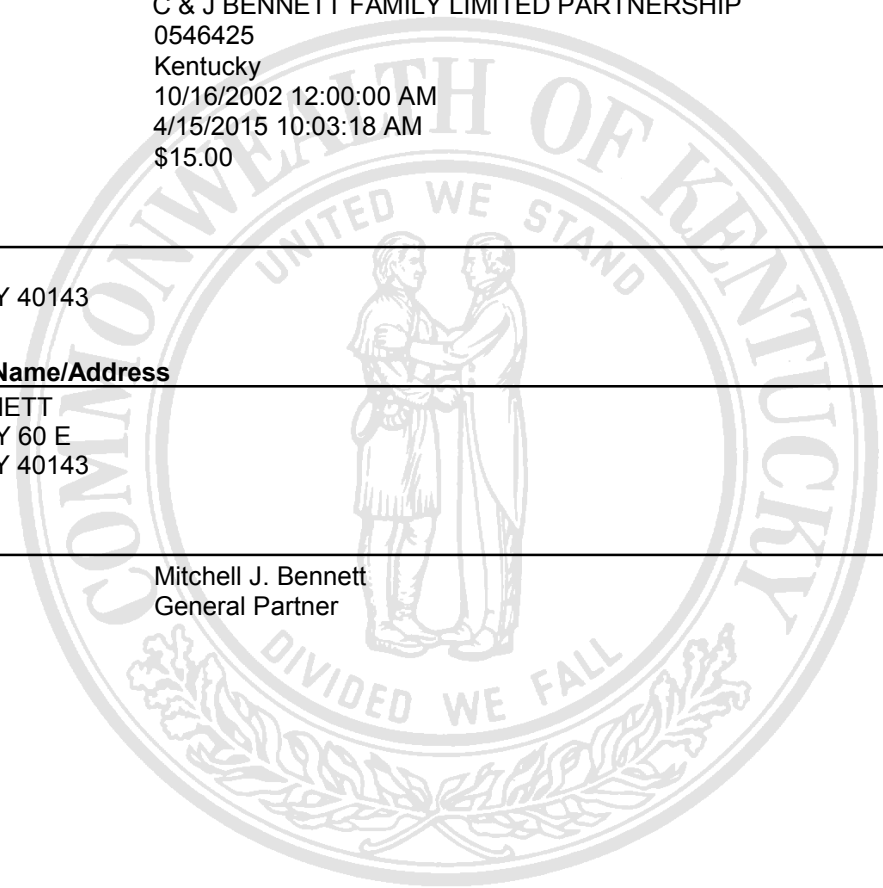 C & J BENNETT FAMILY LIMITED PARTNERSHIP
0546425
Kentucky
10/16/2002 12:00:00 AM
4/15/2015 10:03:18 AM
$15.00
Y 40143
Name/Address
NETT
Y 60 E
Y 40143
Mitchell J. Bennett
General Partner
COMMONWEALTH OF KENTUCKY
UNITED WE STAND
DIVIDED WE FALL